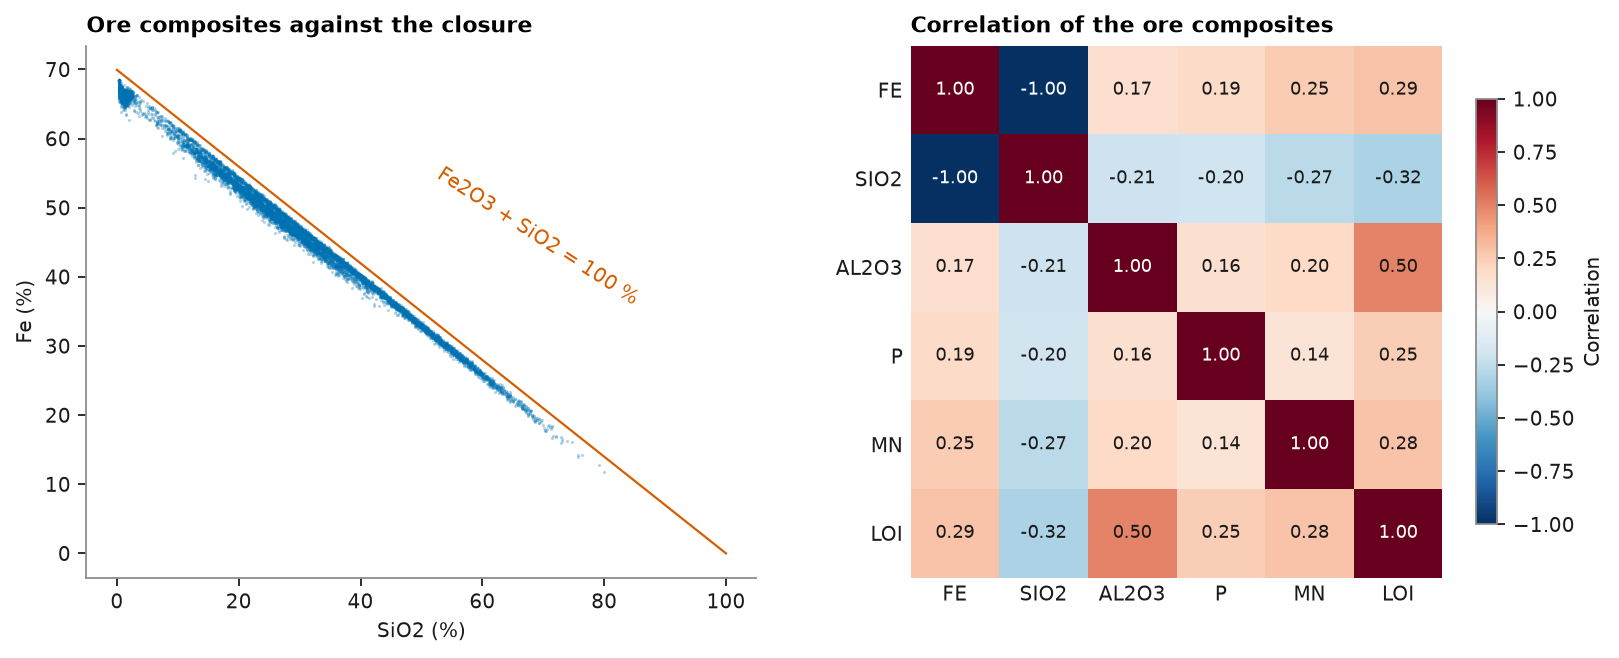 Ore composites against the closure
70
60
50
40
30
20
10
0
Fe (%)
Fe2O3 + SiO2 = 100 %
0 20 40 60 80 100
SiO2 (%)
Correlation of the ore composites
FE 1.00 -1.00 0.17 0.19 0.25 0.29
SIO2 -1.00 1.00 -0.21 -0.20 -0.27 -0.32
AL2O3 0.17 -0.21 1.00 0.16 0.20 0.50
P 0.19 -0.20 0.16 1.00 0.14 0.25
MN 0.25 -0.27 0.20 0.14 1.00 0.28
LOI 0.29 -0.32 0.50 0.25 0.28 1.00
FE SIO2 AL2O3 P MN LOI
1.00
0.75
0.50
0.25
0.00
−0.25
−0.50
−0.75
−1.00
Correlation